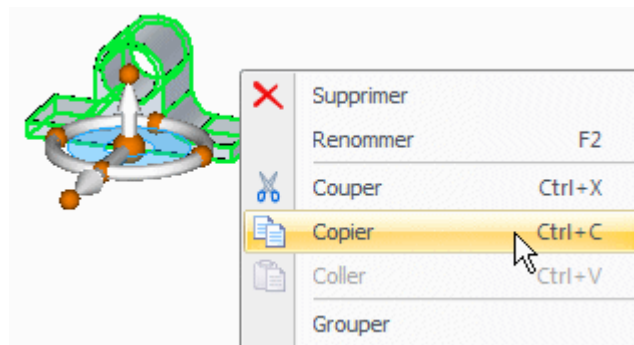 Supprimer
Renommer F2
Couper Ctrl+X
Copier Ctrl+C
Coller Ctrl+V
Grouper